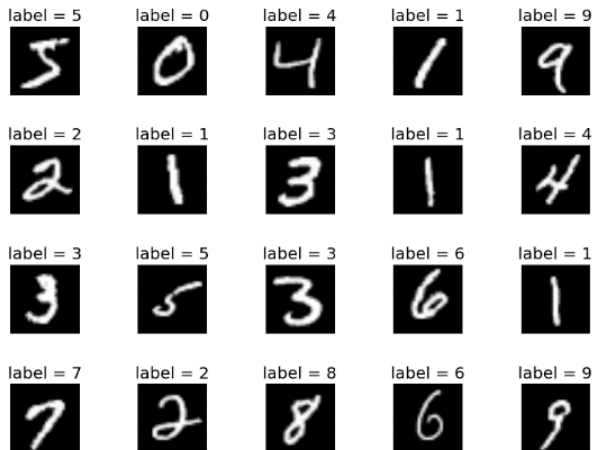 label = 5 label = 0 label = 4 label = 1 label = 9
5 0 4 1 9
label = 2 label = 1 label = 3 label = 1 label = 4
2 1 3 1 4
label = 3 label = 5 label = 3 label = 6 label = 1
3 5 3 6 1
label = 7 label = 2 label = 8 label = 6 label = 9
7 2 8 6 9